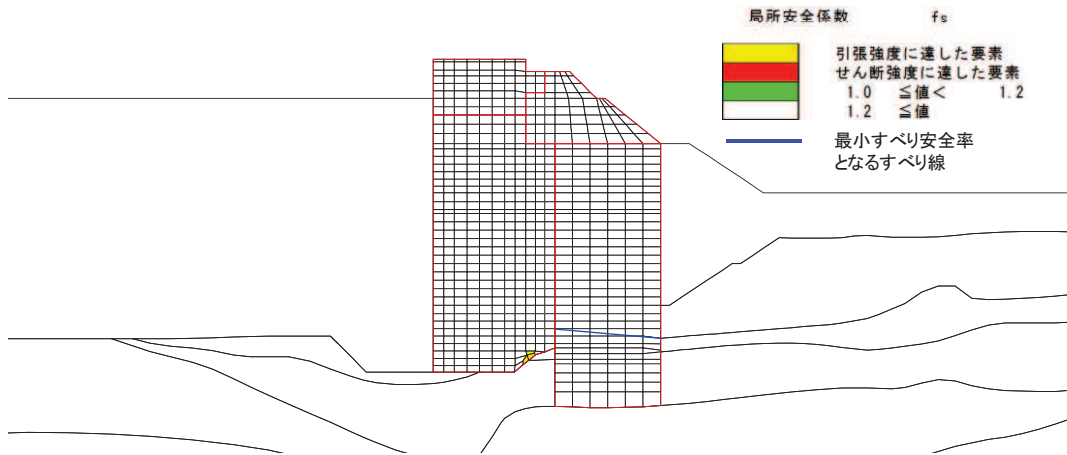 局所安全係数 fs
引張強度に達した要素
せん断強度に達した要素
1.0 ≦値< 1.2
1.2 ≦値
最小すべり安全率
となるすべり線